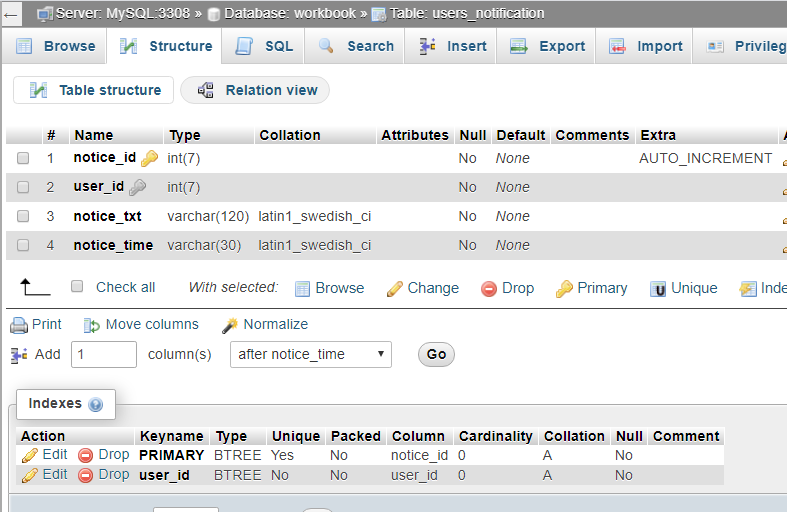 Server: MySQL:3308 » Database: workbook » Table: users_notification
Browse Structure SQL Search Insert Export Import Privileg
Table structure Relation view
# Name Type Collation Attributes Null Default Comments Extra
1 notice_id int(7) No None AUTO_INCREMENT
2 user_id int(7) No None
3 notice_txt varchar(120) latin1_swedish_ci No None
4 notice_time varchar(30) latin1_swedish_ci No None
Check all With selected: Browse Change Drop Primary Unique Inde
Print Move columns Normalize
Add 1 column(s) after notice_time Go
Indexes
Action Keyname Type Unique Packed Column Cardinality Collation Null Comment
Edit Drop PRIMARY BTREE Yes No notice_id 0 A No
Edit Drop user_id BTREE No No user_id 0 A No